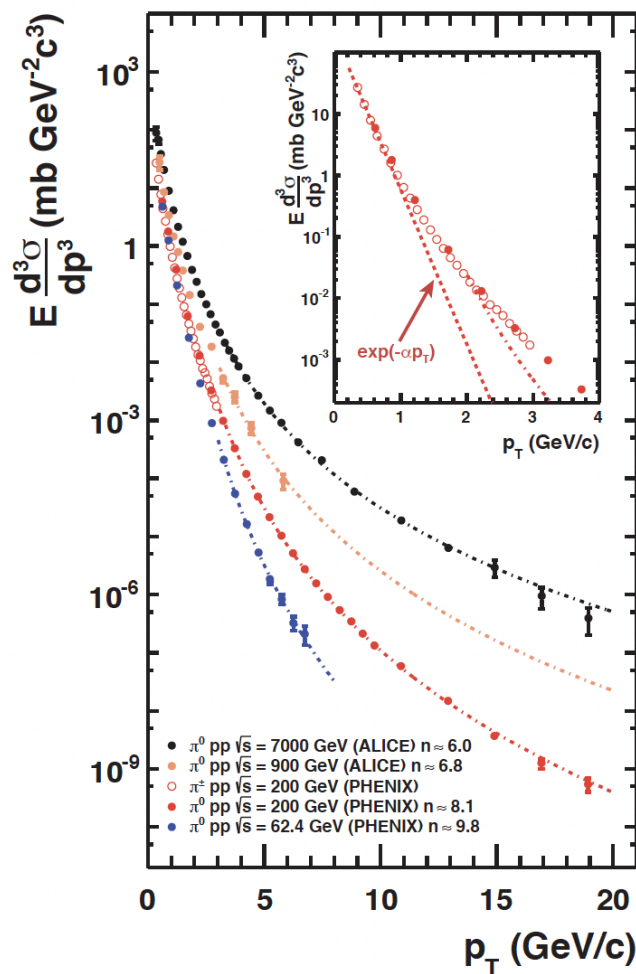 10³
1
10⁻³
10⁻⁶
10⁻⁹
E d³σ/dp³ (mb GeV⁻²c³)
0 5 10 15 20
p_T (GeV/c)
10
1
10⁻¹
10⁻²
10⁻³
E d³σ/dp³ (mb GeV⁻²c³)
exp(-αp_T)
0 1 2 3 4
p_T (GeV/c)
π⁰ pp √s = 7000 GeV (ALICE) n ≈ 6.0
π⁰ pp √s = 900 GeV (ALICE) n ≈ 6.8
π± pp √s = 200 GeV (PHENIX)
π⁰ pp √s = 200 GeV (PHENIX) n ≈ 8.1
π⁰ pp √s = 62.4 GeV (PHENIX) n ≈ 9.8